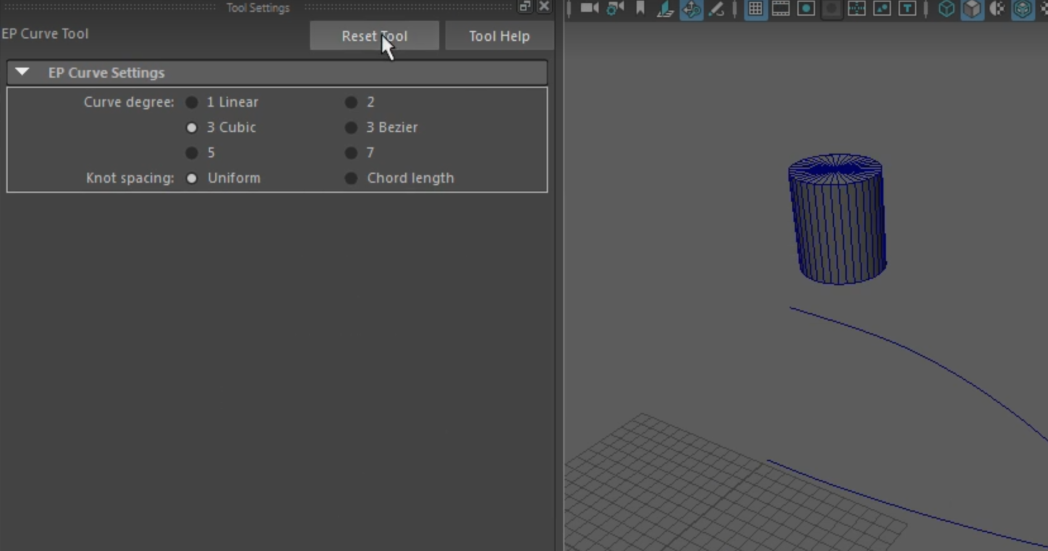 Tool Settings
EP Curve Tool
Reset Tool
Tool Help
EP Curve Settings
Curve degree:
1 Linear
2
3 Cubic
3 Bezier
5
7
Knot spacing:
Uniform
Chord length